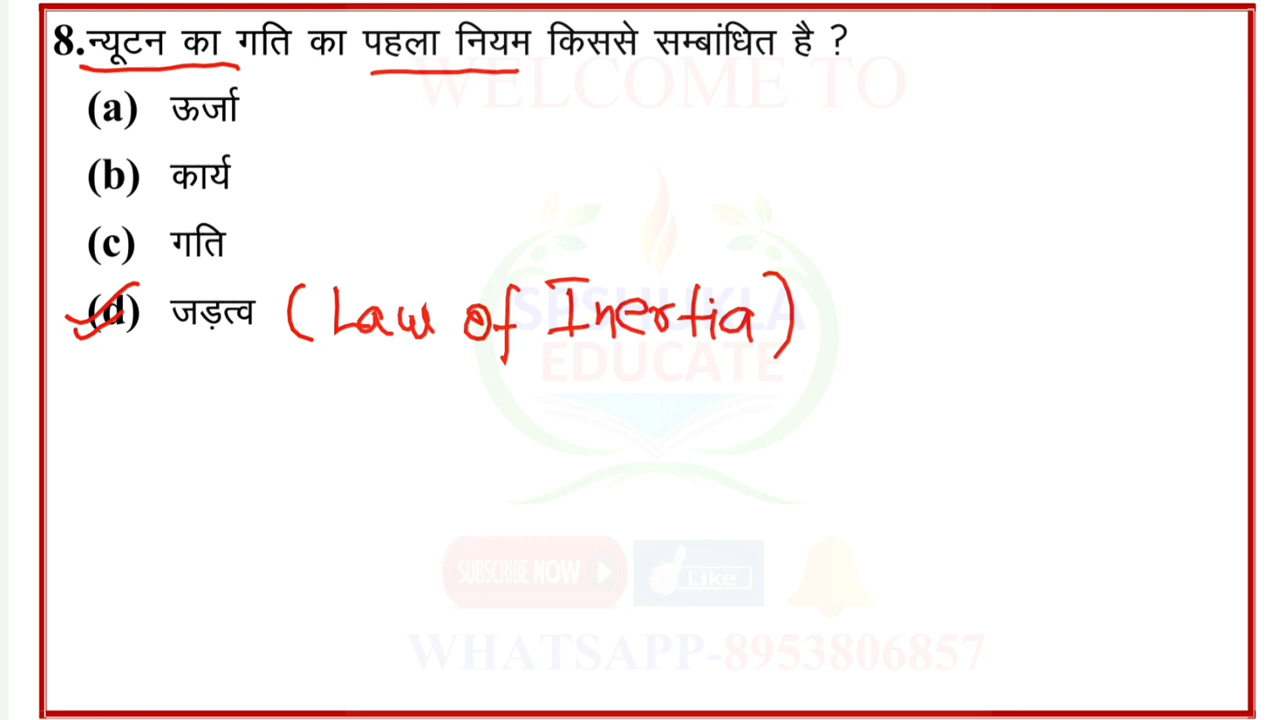 8.न्यूटन का गति का पहला नियम किससे सम्बांधित है ?
WELCOME TO
(a) ऊर्जा
(b) कार्य
(c) गति
(d) जड़त्व (Law of Inertia)
SPSHUKLA
EDUCATE
SUBSCRIBE NOW Like
WHATSAPP-8953806857